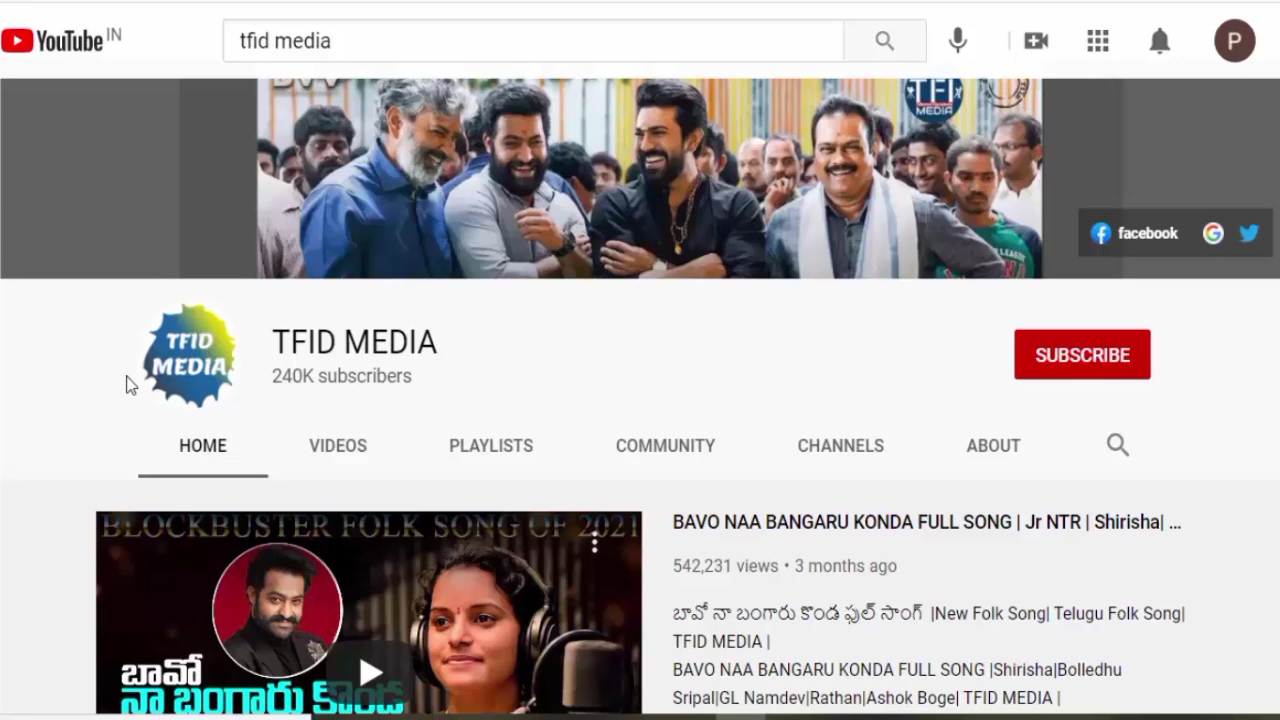 YouTube IN
tfid media
P
TFI
MEDIA
facebook
TFID
MEDIA
TFID MEDIA
240K subscribers
SUBSCRIBE
HOME
VIDEOS
PLAYLISTS
COMMUNITY
CHANNELS
ABOUT
BLOCKBUSTER FOLK SONG OF 2021
బావో
నా బంగారు కొండ
BAVO NAA BANGARU KONDA FULL SONG | Jr NTR | Shirisha| ...
542,231 views • 3 months ago
బావో నా బంగారు కొండ ఫుల్ సాంగ్ |New Folk Song| Telugu Folk Song|
TFID MEDIA |
BAVO NAA BANGARU KONDA FULL SONG |Shirisha|Bolledhu
Sripal|GL Namdev|Rathan|Ashok Boge| TFID MEDIA |